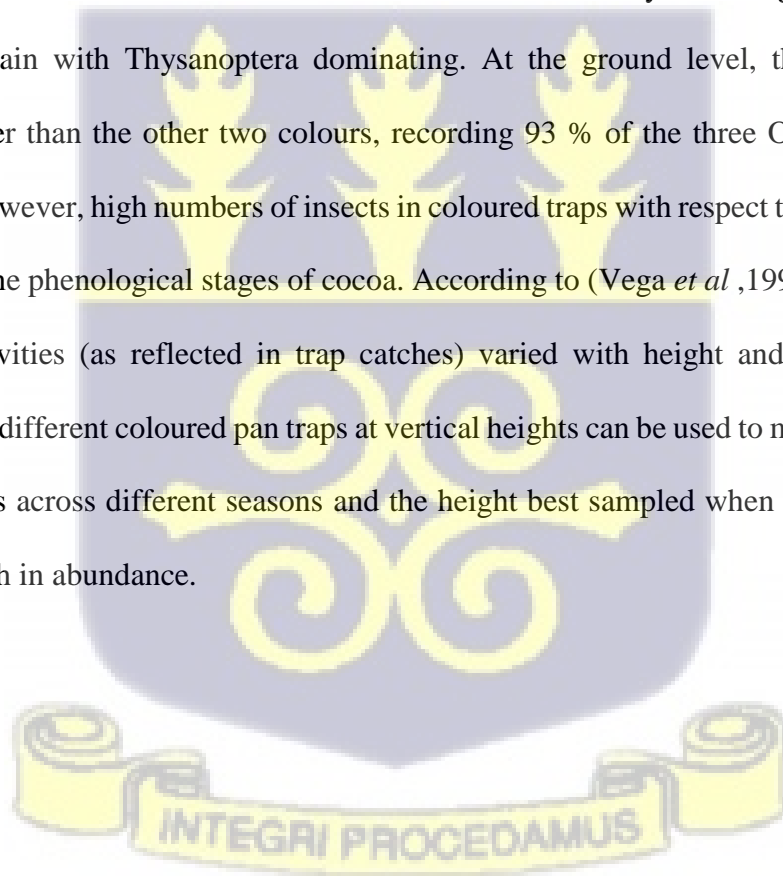 ain with Thysanoptera dominating. At the ground level, th
er than the other two colours, recording 93 % of the three O
wever, high numbers of insects in coloured traps with respect t
ne phenological stages of cocoa. According to (Vega et al ,199
vities (as reflected in trap catches) varied with height and
different coloured pan traps at vertical heights can be used to n
s across different seasons and the height best sampled when
h in abundance.
INTEGRI PROCEDAMUS